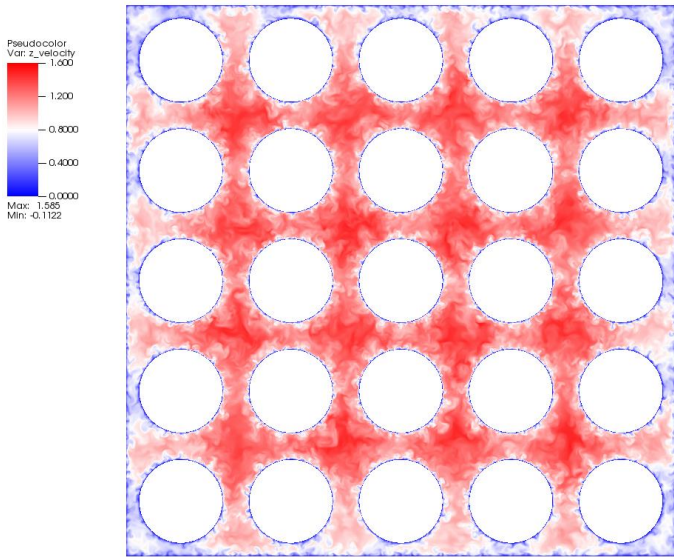 Pseudocolor
Var: z_velocity
1.600
1.200
0.8000
0.4000
0.0000
Max: 1.585
Min: -0.1122